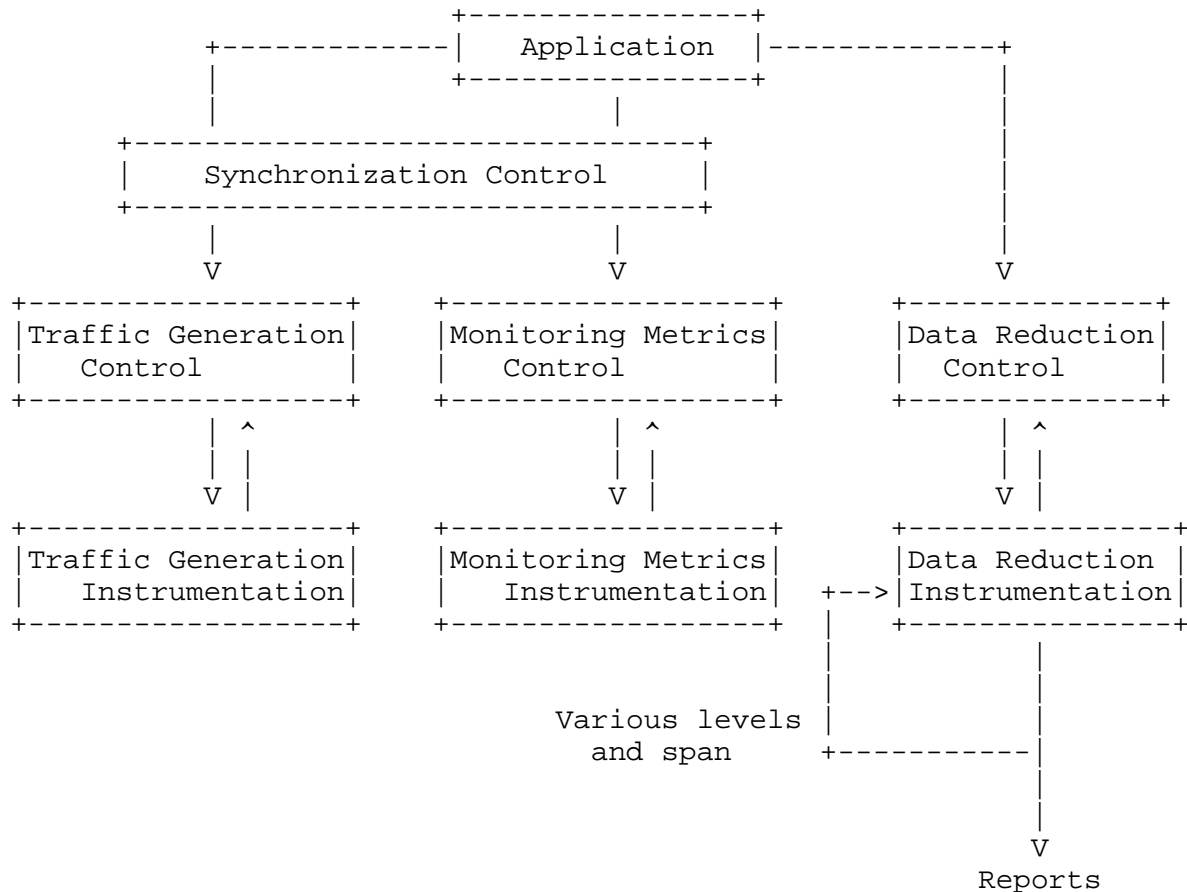 Application
Synchronization Control
Traffic Generation
Control
Monitoring Metrics
Control
Data Reduction
Control
Traffic Generation
Instrumentation
Monitoring Metrics
Instrumentation
Data Reduction
Instrumentation
Various levels
and span
Reports